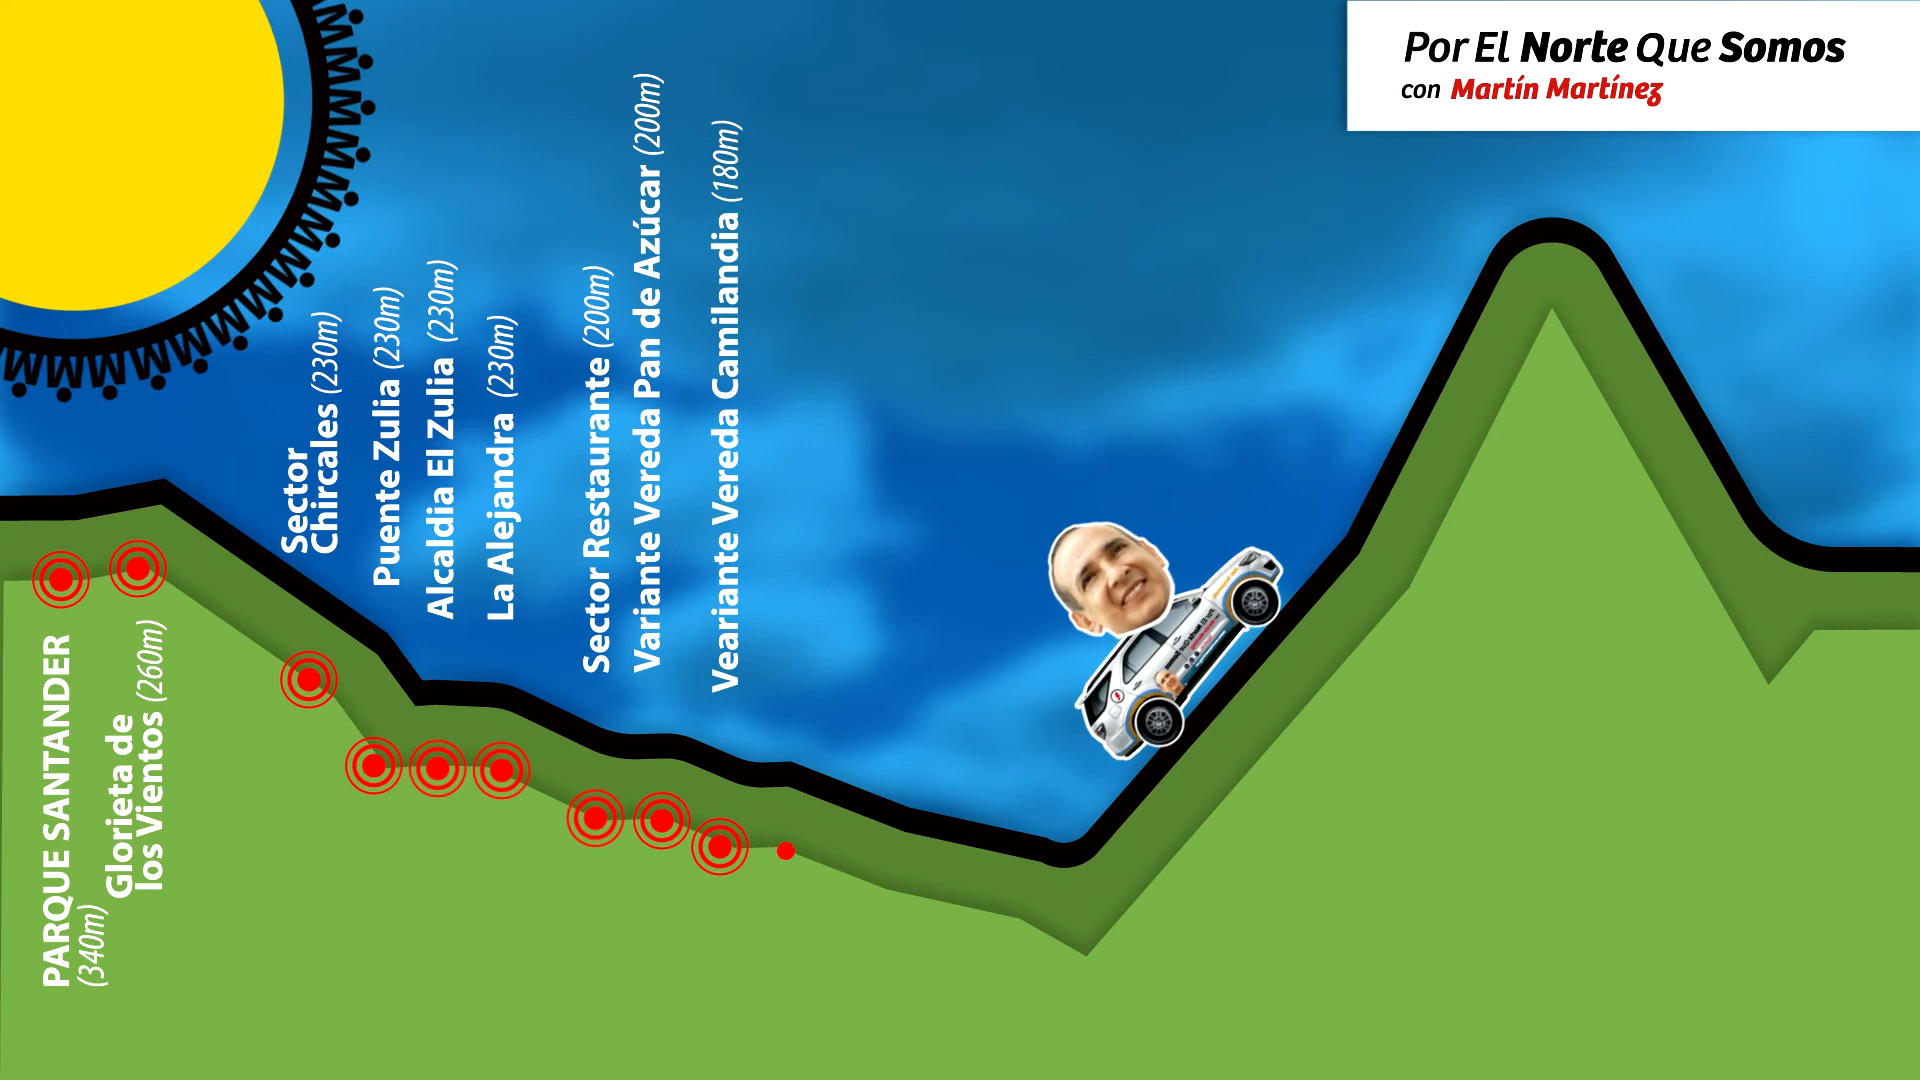 Por El Norte Que Somos
con Martín Martínez
PARQUE SANTANDER
(340m)
Glorieta de
los Vientos (260m)
Sector
Chircales (230m)
Puente Zulia (230m)
Alcaldia El Zulia (230m)
La Alejandra (230m)
Sector Restaurante (200m)
Variante Vereda Pan de Azúcar (200m)
Veariante Vereda Camilandia (180m)